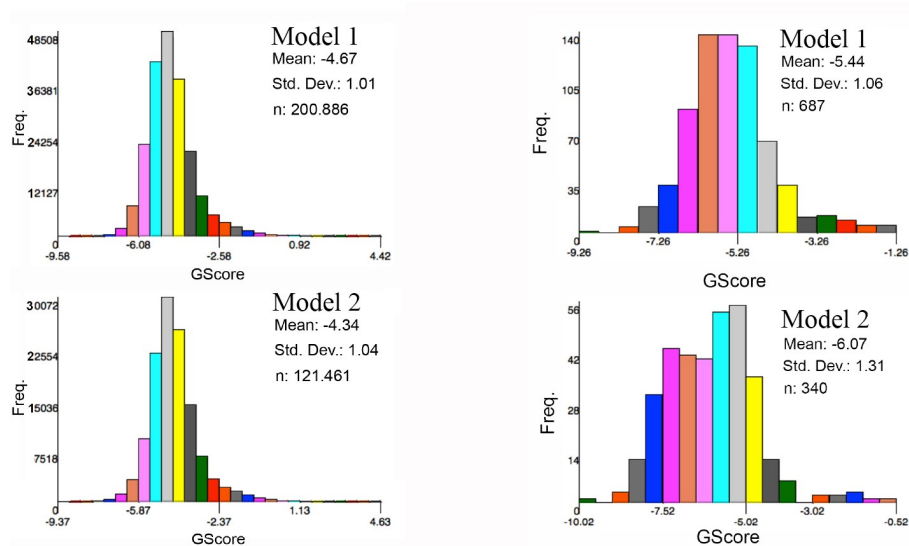 Model 1
Mean: -4.67
Std. Dev.: 1.01
n: 200.886
48508
36381
24254
12127
0
Freq.
-9.58 -6.08 -2.58 0.92 4.42
GScore
Model 1
Mean: -5.44
Std. Dev.: 1.06
n: 687
140
105
70
35
0
Freq.
-9.26 -7.26 -5.26 -3.26 -1.26
GScore
Model 2
Mean: -4.34
Std. Dev.: 1.04
n: 121.461
30072
22554
15036
7518
0
Freq.
-9.37 -5.87 -2.37 1.13 4.63
GScore
Model 2
Mean: -6.07
Std. Dev.: 1.31
n: 340
56
42
28
14
0
Freq.
-10.02 -7.52 -5.02 -3.02 -0.52
GScore